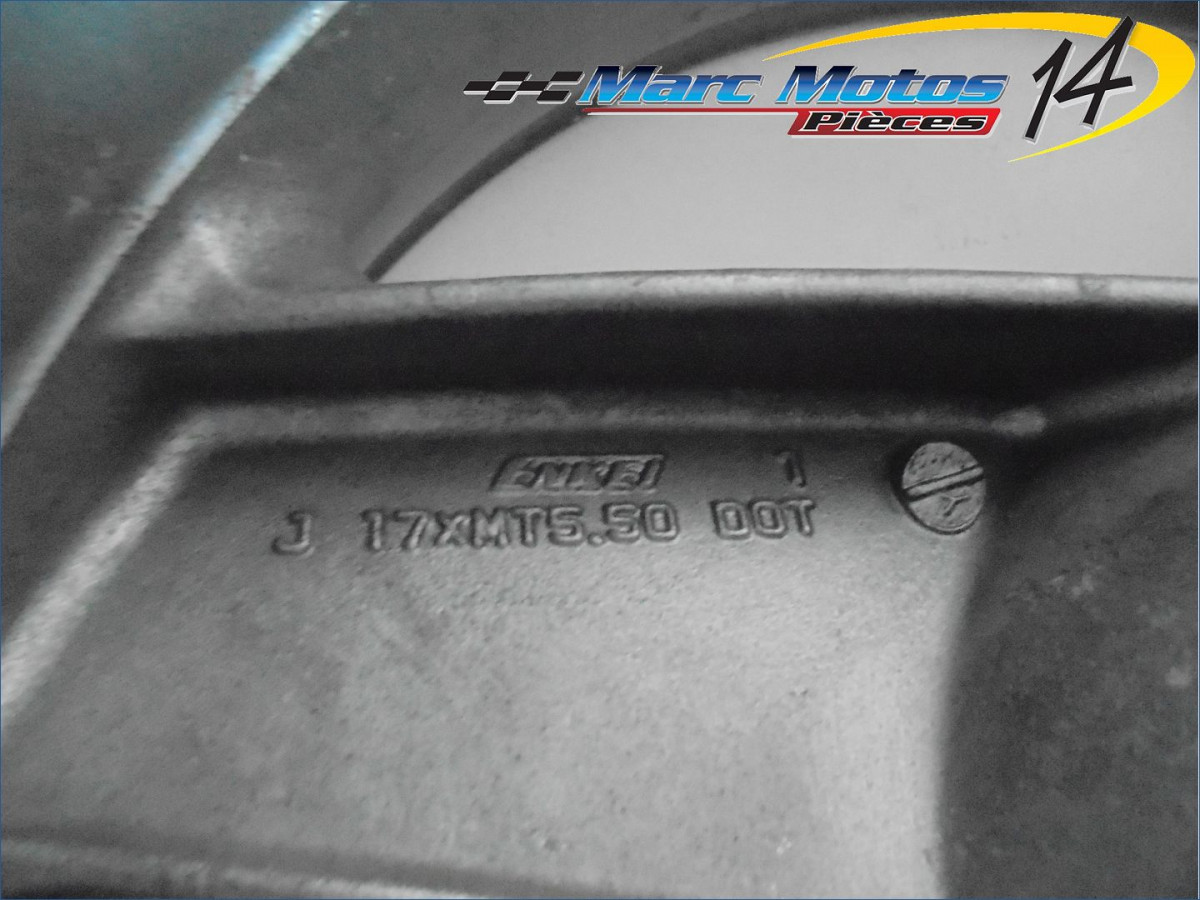 Marc Motos 14
Pièces
ENKEI 1
J 17xMT5.50 DOT